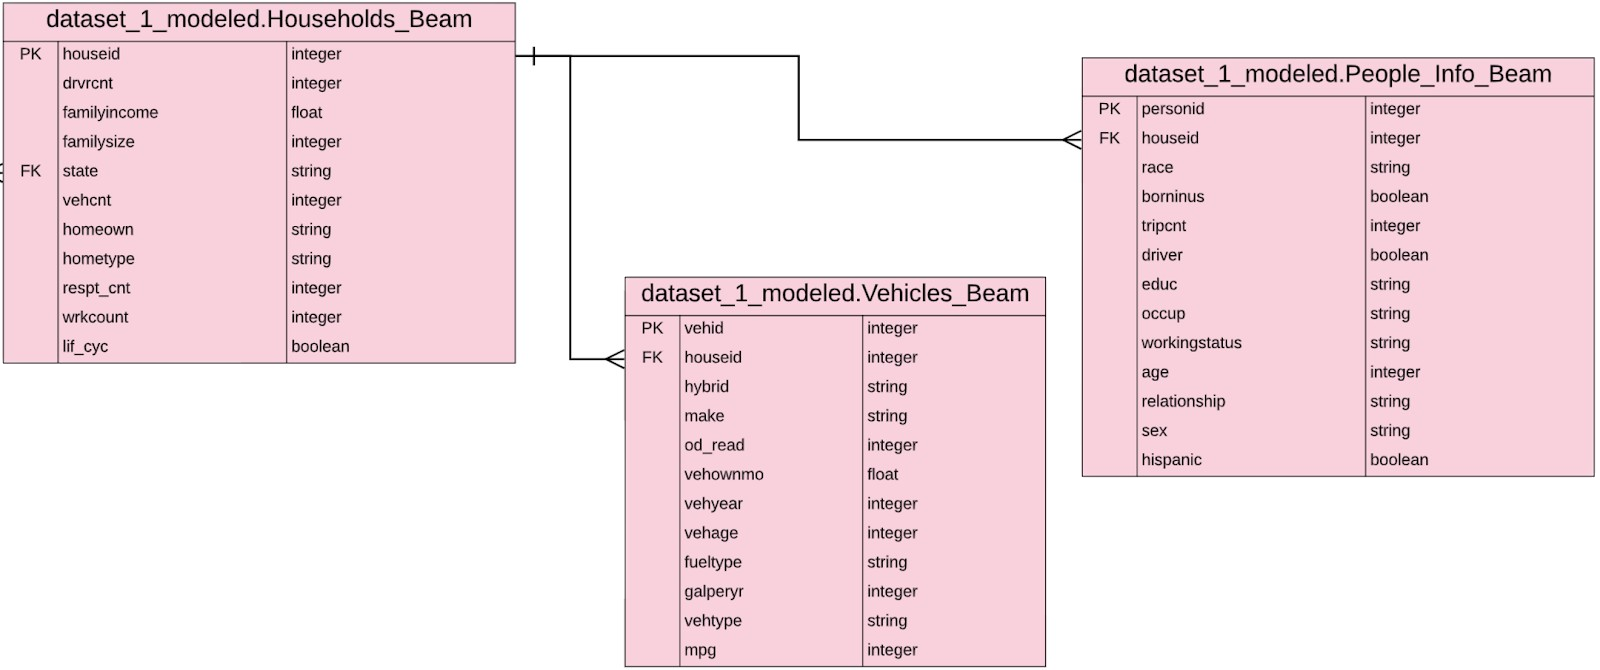 dataset_1_modeled.Households_Beam
PK houseid integer
drvrcnt integer
familyincome float
familysize integer
FK state string
vehcnt integer
homeown string
hometype string
respt_cnt integer
wrkcount integer
lif_cyc boolean
dataset_1_modeled.Vehicles_Beam
PK vehid integer
FK houseid integer
hybrid string
make string
od_read integer
vehownmo float
vehyear integer
vehage integer
fueltype string
galperyr integer
vehtype string
mpg integer
dataset_1_modeled.People_Info_Beam
PK personid integer
FK houseid integer
race string
borninus boolean
tripcnt integer
driver boolean
educ string
occup string
workingstatus string
age integer
relationship string
sex string
hispanic boolean